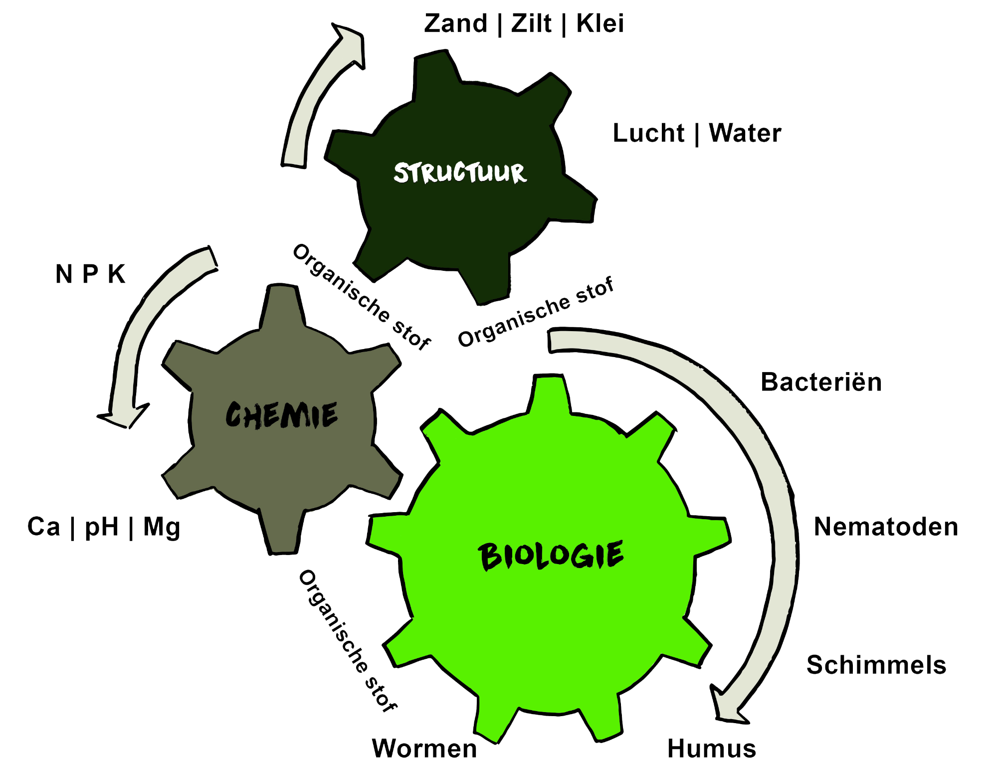 Zand | Zilt | Klei
Lucht | Water
STRUCTUUR
N P K
Organische stof
Organische stof
Bacteriën
CHEMIE
Ca | pH | Mg
Nematoden
BIOLOGIE
Organische stof
Schimmels
Wormen
Humus